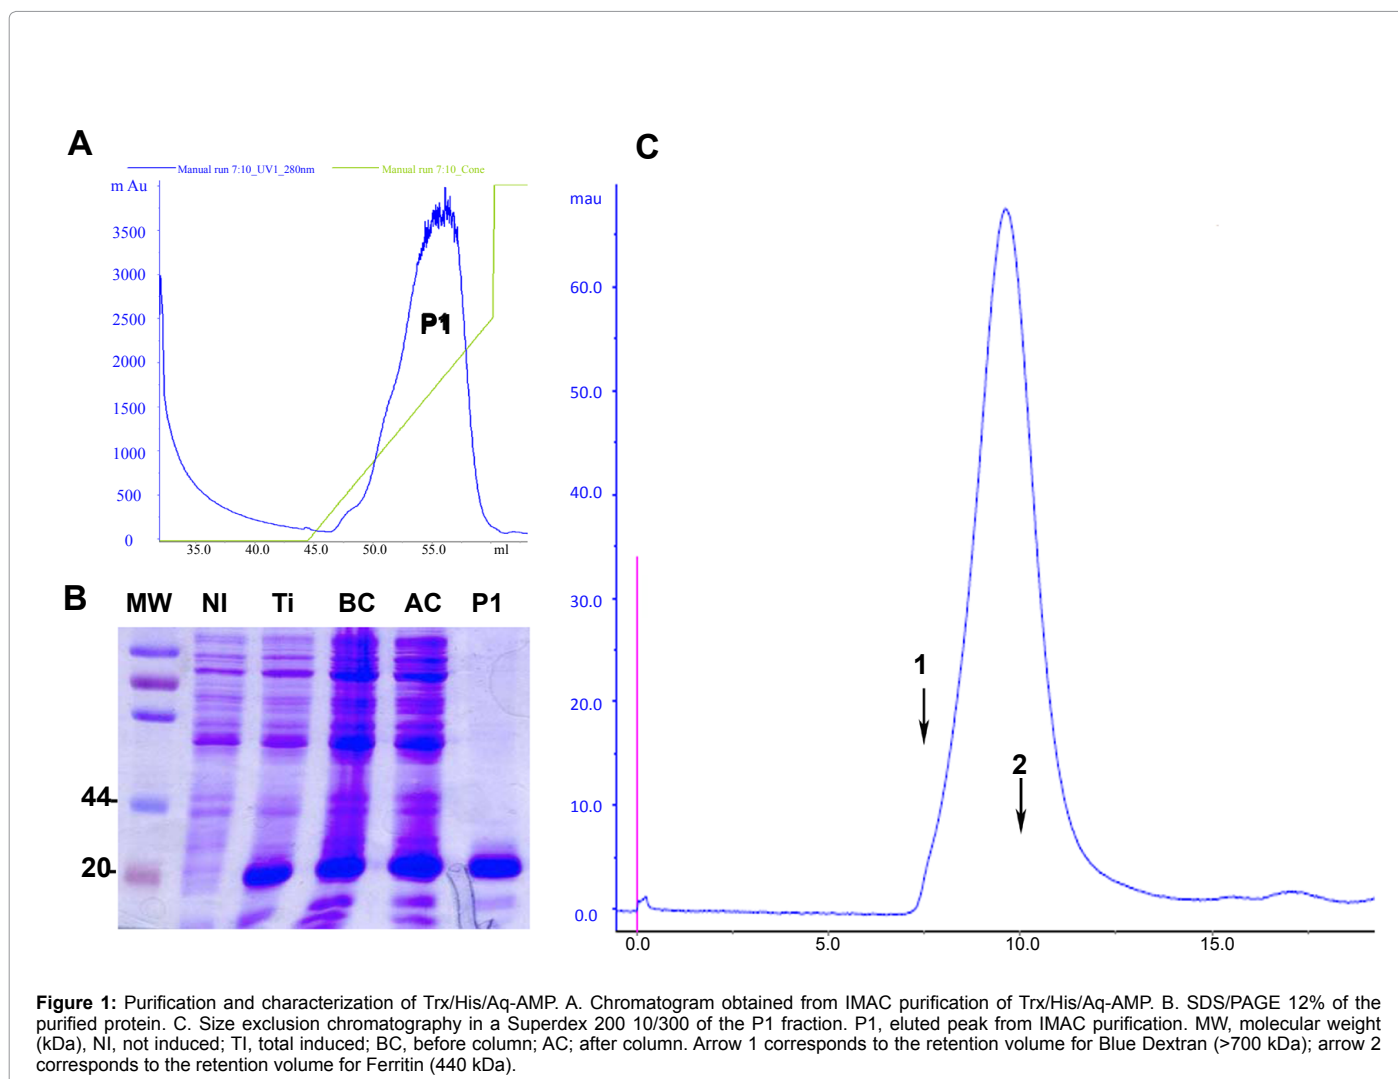 A
C
Manual run 7:10_UV1_280nm Manual run 7:10_Cone
m Au
3500
3000
2500
2000
1500
1000
500
0
P1
35.0 40.0 45.0 50.0 55.0 ml
B
MW NI Ti BC AC P1
44
20
mau
60.0
50.0
40.0
30.0
20.0
10.0
0.0
1
2
0.0 5.0 10.0 15.0
Figure 1: Purification and characterization of Trx/His/Aq-AMP. A. Chromatogram obtained from IMAC purification of Trx/His/Aq-AMP. B. SDS/PAGE 12% of the
purified protein. C. Size exclusion chromatography in a Superdex 200 10/300 of the P1 fraction. P1, eluted peak from IMAC purification. MW, molecular weight
(kDa), NI, not induced; TI, total induced; BC, before column; AC; after column. Arrow 1 corresponds to the retention volume for Blue Dextran (>700 kDa); arrow 2
corresponds to the retention volume for Ferritin (440 kDa).